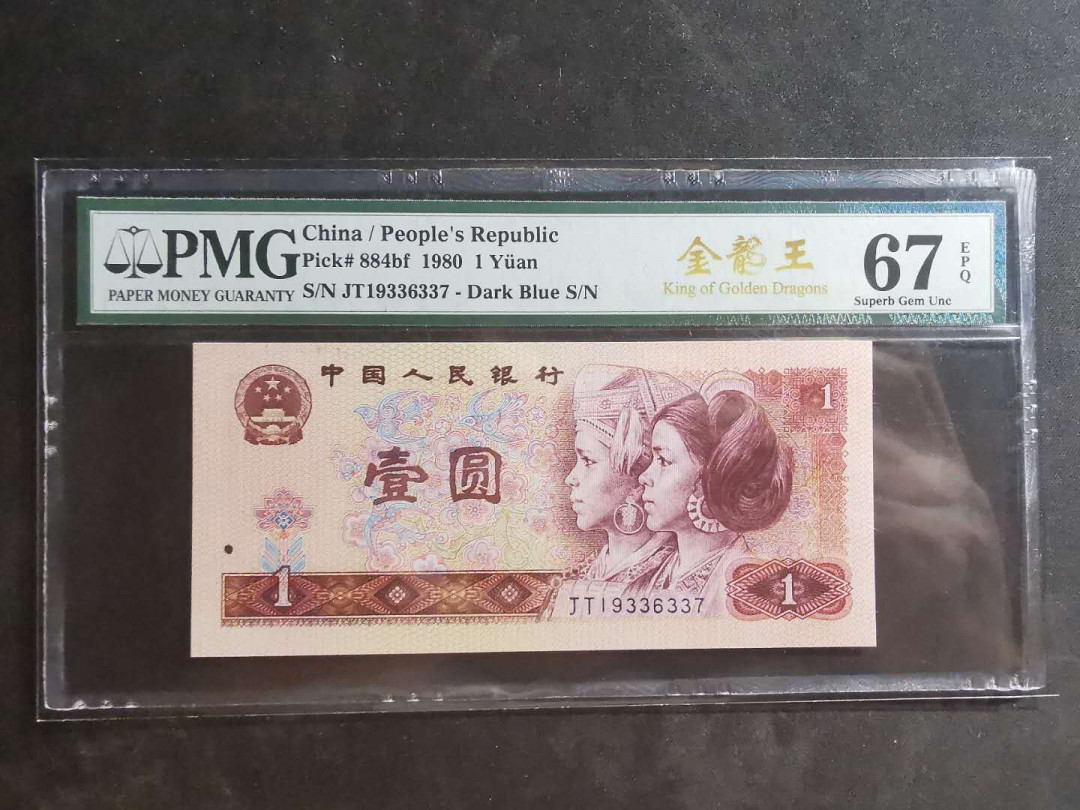 PMG
PAPER MONEY GUARANTY
China / People's Republic
Pick# 884bf 1980 1 Yüan
S/N JT19336337 - Dark Blue S/N
金龍王
King of Golden Dragons
67
EPQ
Superb Gem Unc
中国人民银行
1
壹圆
1
JT19336337
1